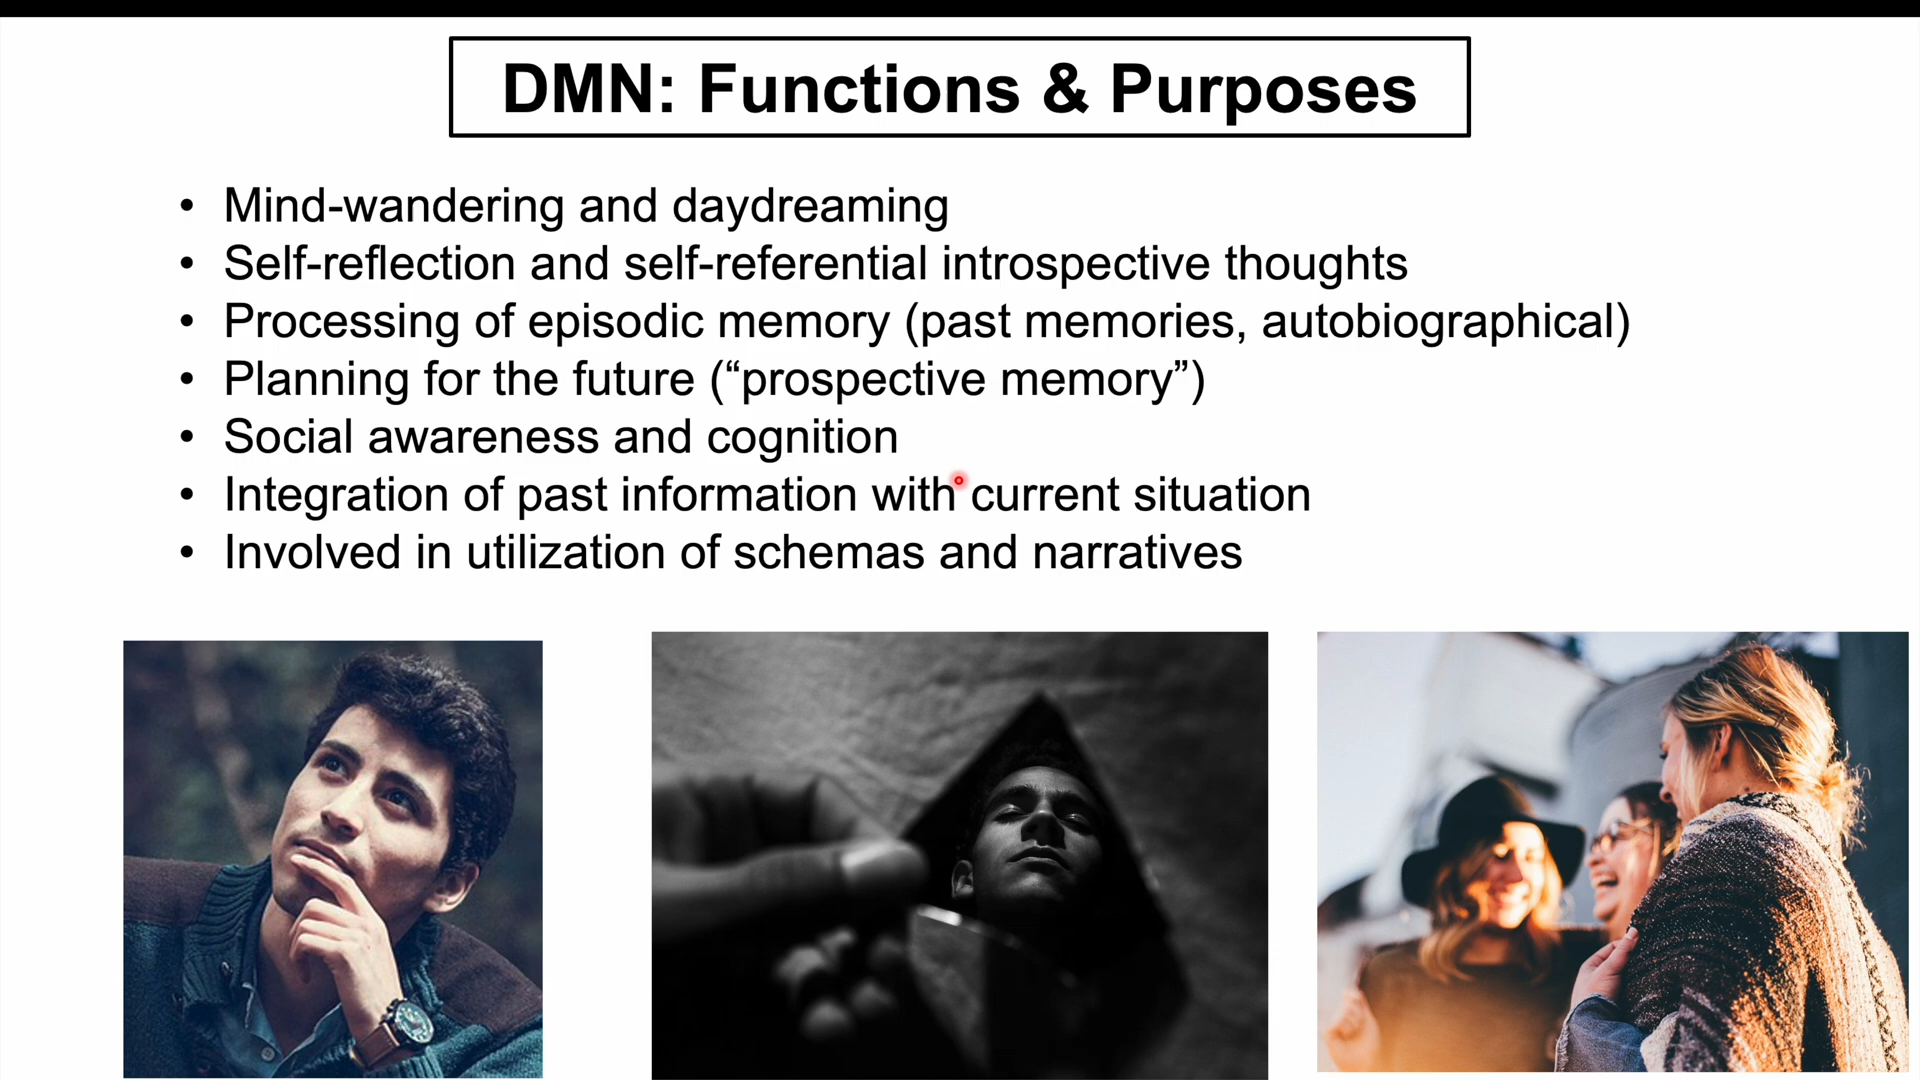 DMN: Functions & Purposes
• Mind-wandering and daydreaming
• Self-reflection and self-referential introspective thoughts
• Processing of episodic memory (past memories, autobiographical)
• Planning for the future (“prospective memory”)
• Social awareness and cognition
• Integration of past information with current situation
• Involved in utilization of schemas and narratives